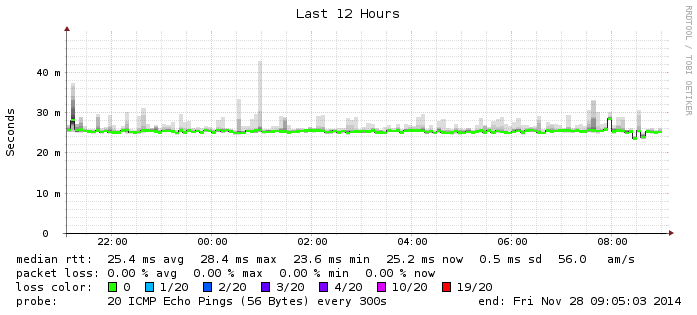 Last 12 Hours
RRDTOOL / TOBI OETIKER
Seconds
40 m
30 m
20 m
10 m
0
22:00 00:00 02:00 04:00 06:00 08:00
median rtt: 25.4 ms avg 28.4 ms max 23.6 ms min 25.2 ms now 0.5 ms sd 56.0 am/s
packet loss: 0.00 % avg 0.00 % max 0.00 % min 0.00 % now
loss color: 0 1/20 2/20 3/20 4/20 10/20 19/20
probe: 20 ICMP Echo Pings (56 Bytes) every 300s end: Fri Nov 28 09:05:03 2014